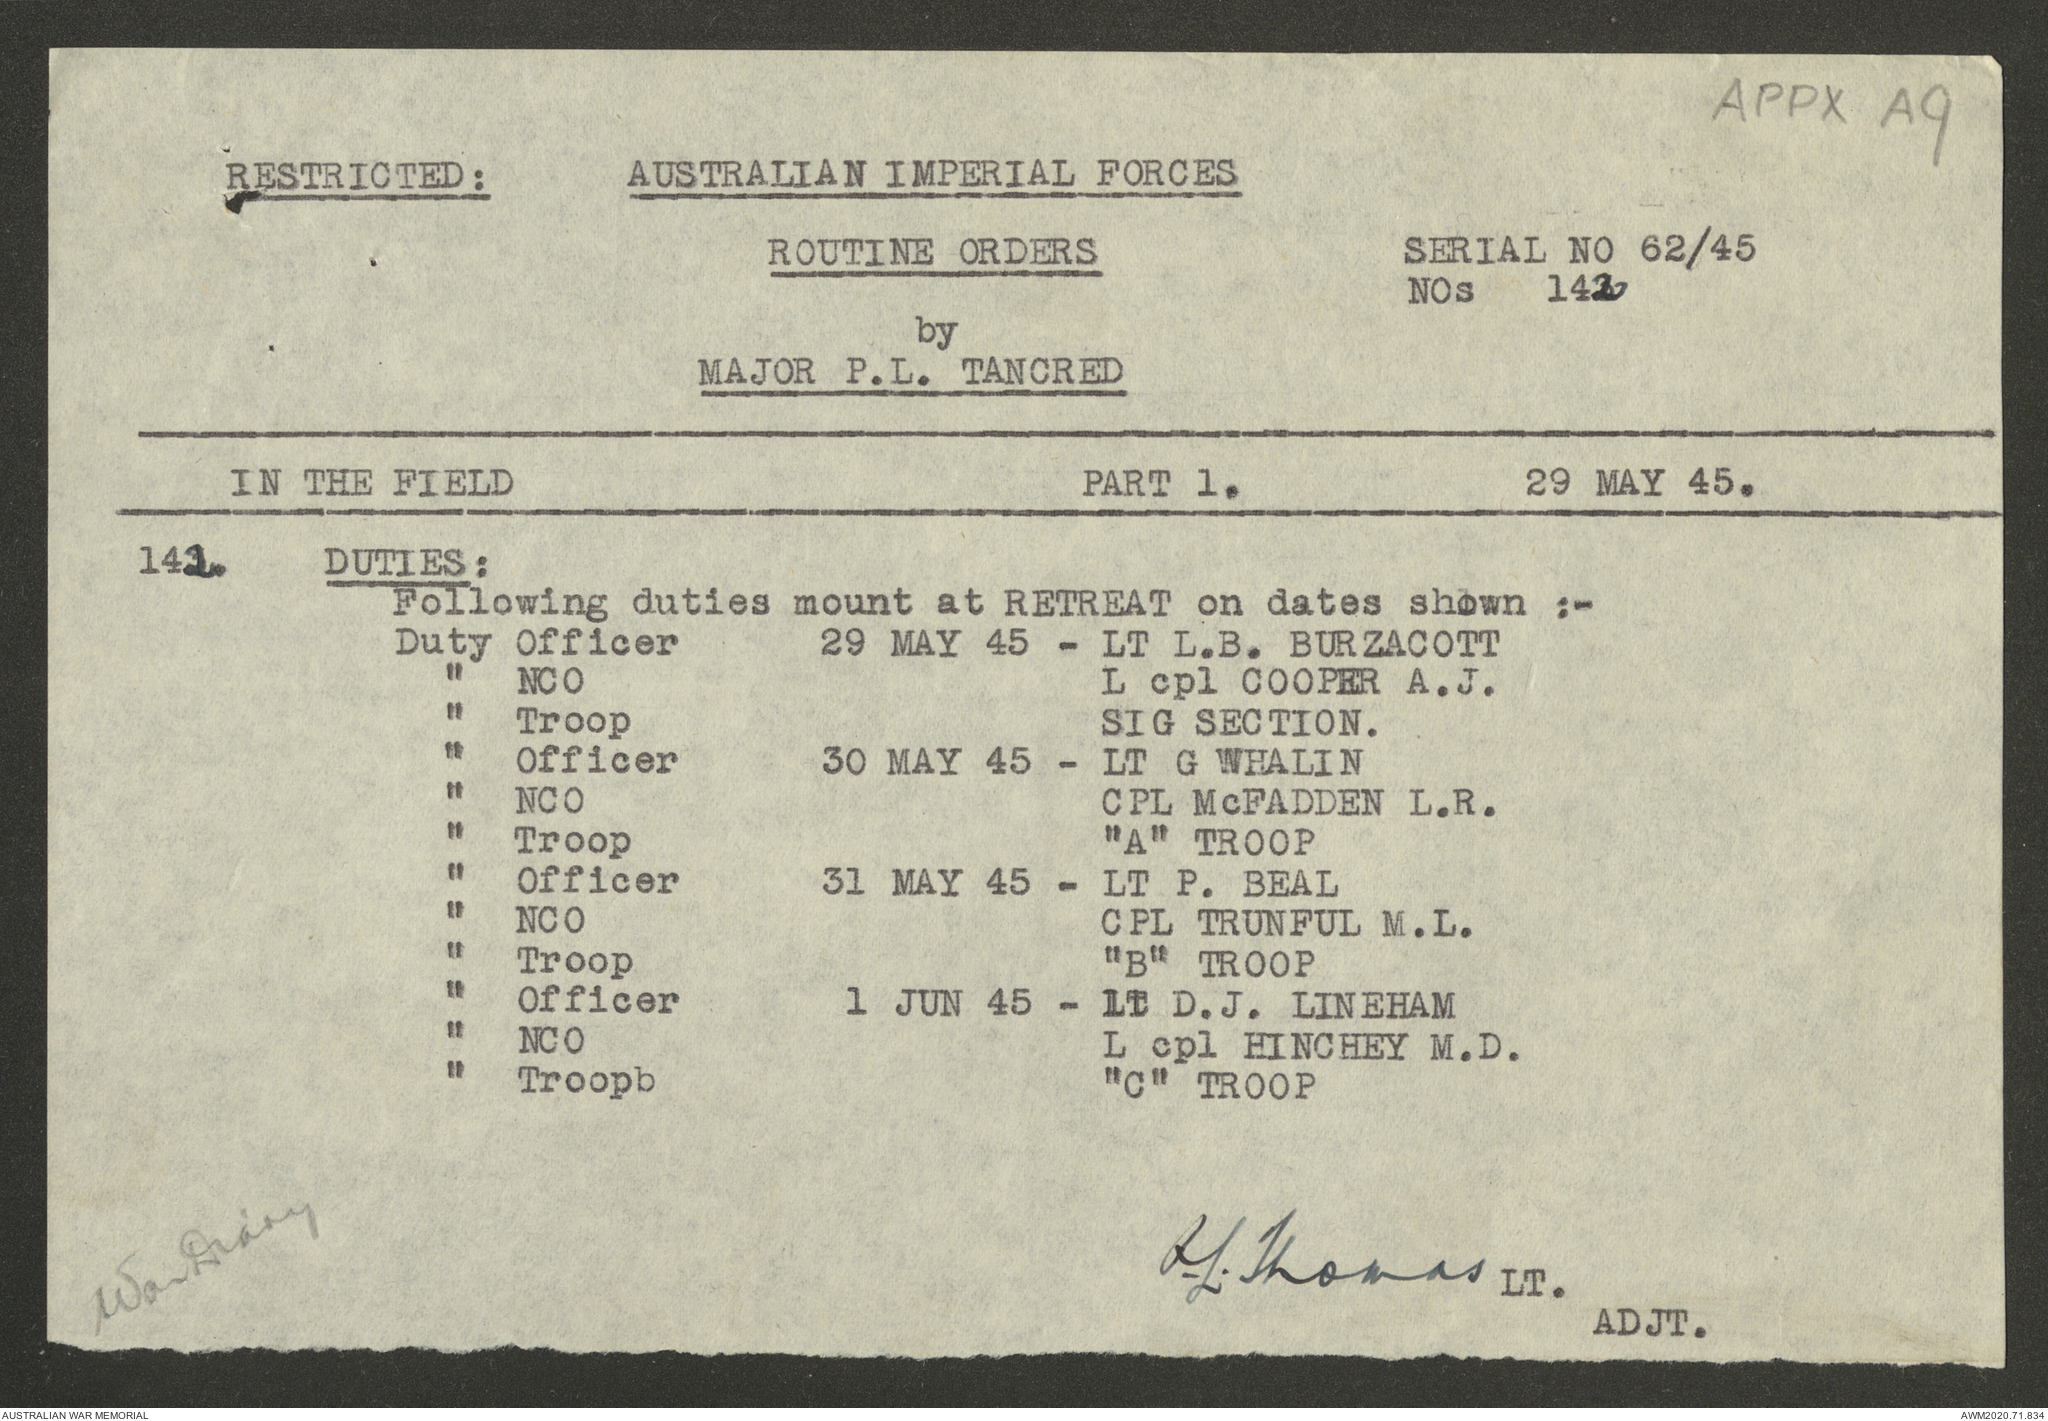 APPX A9
RESTRICTED: AUSTRALIAN IMPERIAL FORCES
ROUTINE ORDERS SERIAL NO 62/45
NOs 142
by
MAJOR P.L. TANCRED
IN THE FIELD PART 1. 29 MAY 45.
142. DUTIES:
Following duties mount at RETREAT on dates shown :-
Duty Officer 29 MAY 45 - LT L.B. BURZACOTT
" NCO L cpl COOPER A.J.
" Troop SIG SECTION.
" Officer 30 MAY 45 - LT G WHALIN
" NCO CPL McFADDEN L.R.
" Troop "A" TROOP
" Officer 31 MAY 45 - LT P. BEAL
" NCO CPL TRUNFUL M.L.
" Troop "B" TROOP
" Officer 1 JUN 45 - LT D.J. LINEHAM
" NCO L cpl HINCHEY M.D.
" Troopb "C" TROOP
War Diary
Thomas LT.
ADJT.
AUSTRALIAN WAR MEMORIAL AWM2020.71.834